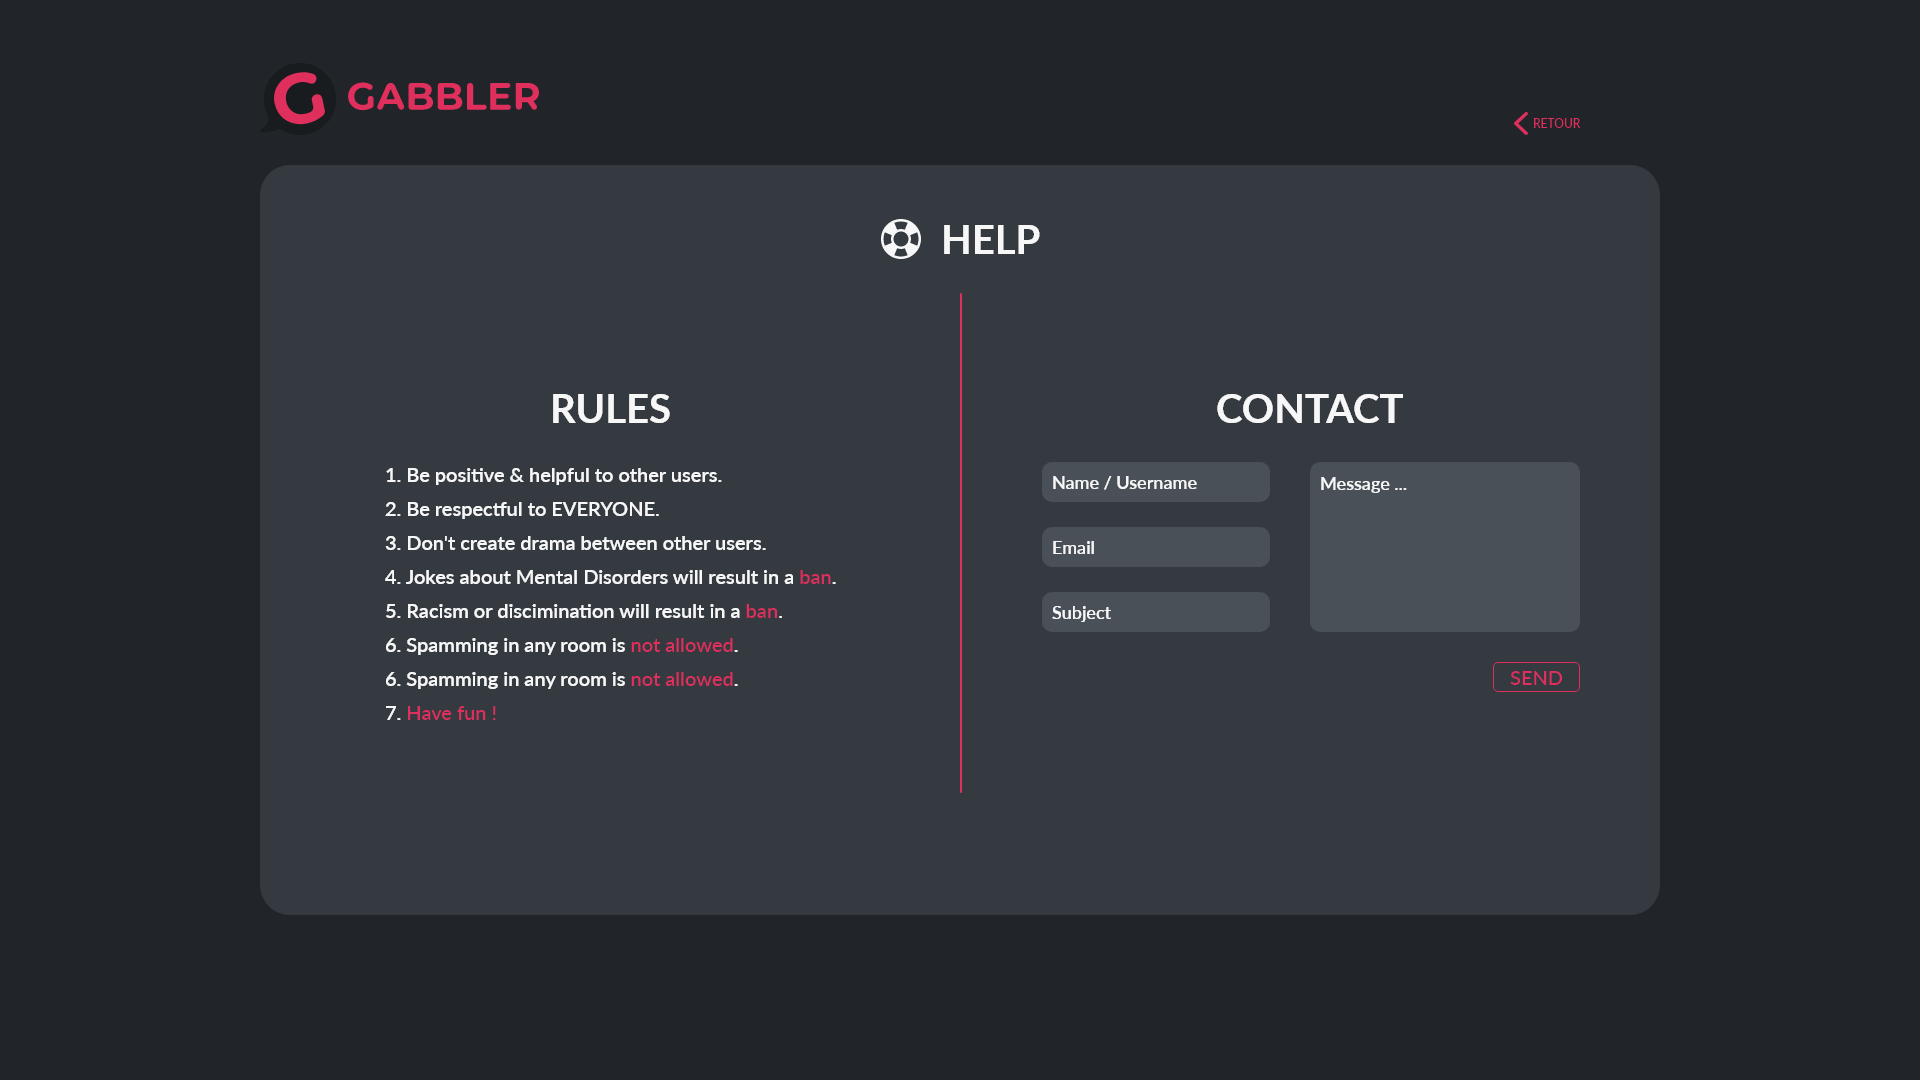 GABBLER
RETOUR
HELP
RULES
1. Be positive & helpful to other users.
2. Be respectful to EVERYONE.
3. Don't create drama between other users.
4. Jokes about Mental Disorders will result in a ban.
5. Racism or discimination will result in a ban.
6. Spamming in any room is not allowed.
6. Spamming in any room is not allowed.
7. Have fun !
CONTACT
Name / Username
Message ...
Email
Subject
SEND